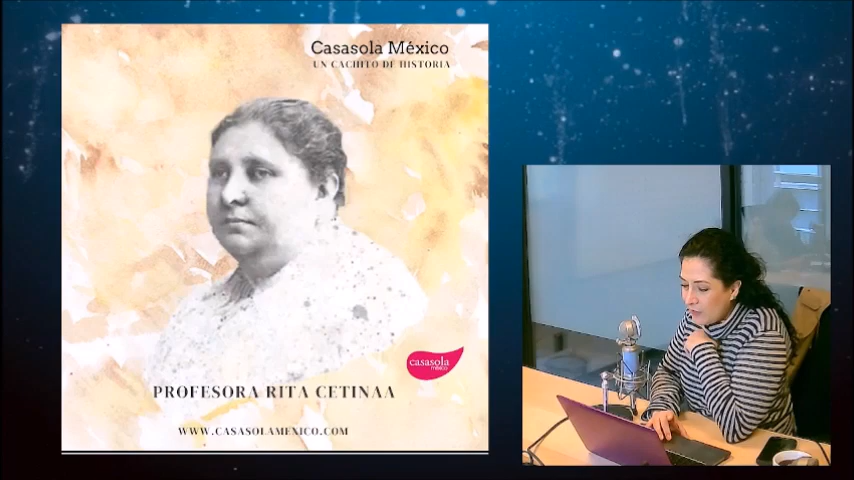 Casasola México
UN CACHITO DE HISTORIA
casasola
méxico
PROFESORA RITA CETINAA
WWW.CASASOLAMEXICO.COM